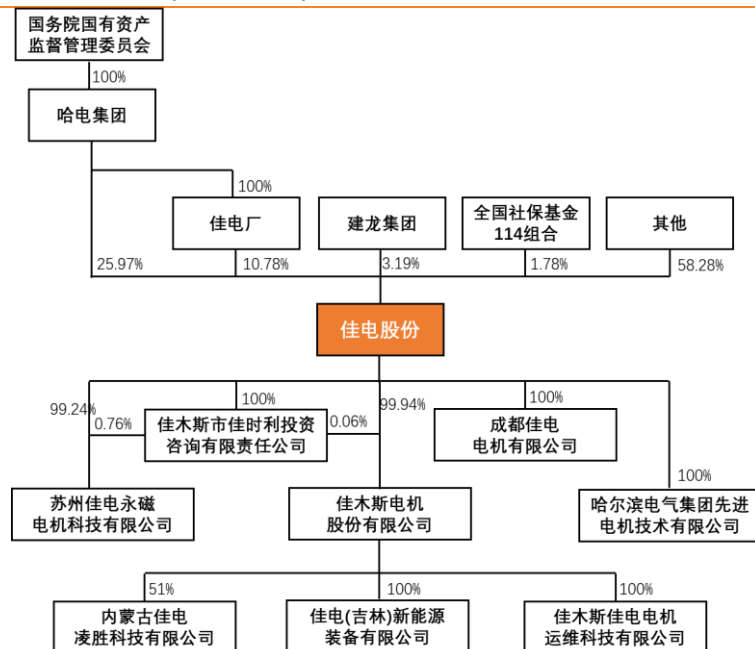 国务院国有资产
监督管理委员会
100%
哈电集团
100%
佳电厂
建龙集团
全国社保基金
114组合
其他
25.97%
10.78%
3.19%
1.78%
58.28%
佳电股份
99.24%
0.76%
100%
佳木斯市佳时利投资
咨询有限责任公司
0.06%
99.94%
100%
成都佳电
电机有限公司
100%
苏州佳电永磁
电机科技有限公司
佳木斯电机
股份有限公司
哈尔滨电气集团先进
电机技术有限公司
51%
100%
100%
内蒙古佳电
凌胜科技有限公司
佳电(吉林)新能源
装备有限公司
佳木斯佳电电机
运维科技有限公司